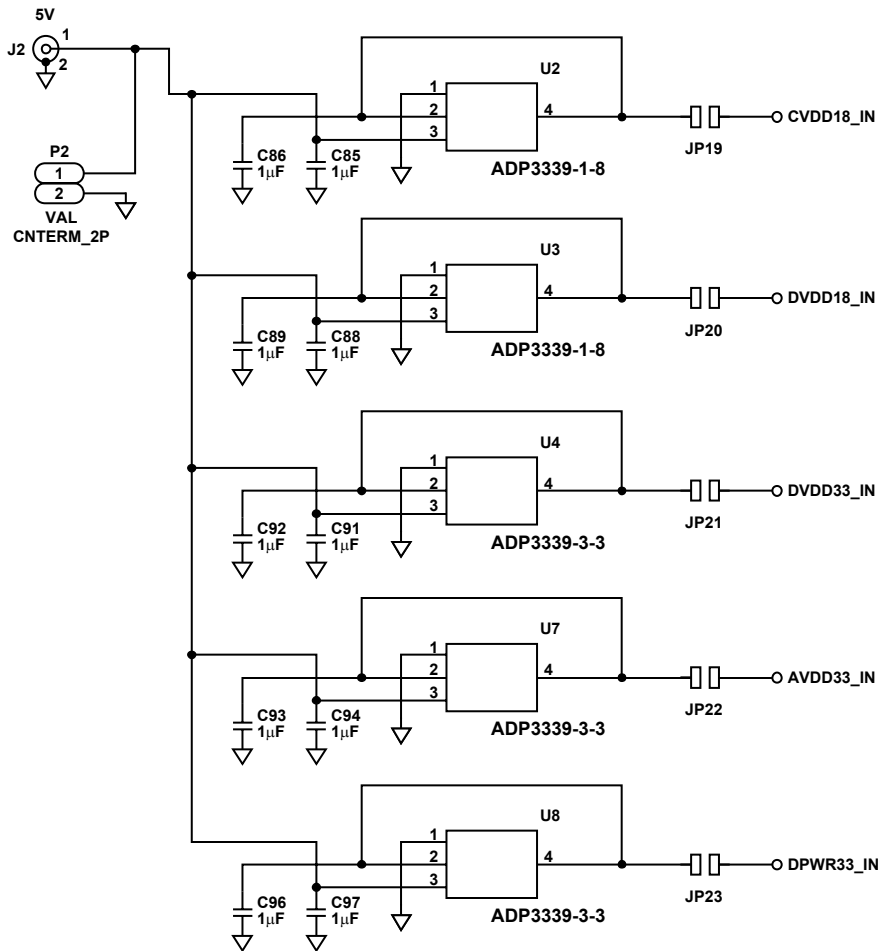 5V
J2
1
2
P2
1
2
VAL
CNTERM_2P
U2
1
2
3
4
C86
1μF
C85
1μF
ADP3339-1-8
JP19
CVDD18_IN
U3
1
2
3
4
C89
1μF
C88
1μF
ADP3339-1-8
JP20
DVDD18_IN
U4
1
2
3
4
C92
1μF
C91
1μF
ADP3339-3-3
JP21
DVDD33_IN
U7
1
2
3
4
C93
1μF
C94
1μF
ADP3339-3-3
JP22
AVDD33_IN
U8
1
2
3
4
C96
1μF
C97
1μF
ADP3339-3-3
JP23
DPWR33_IN